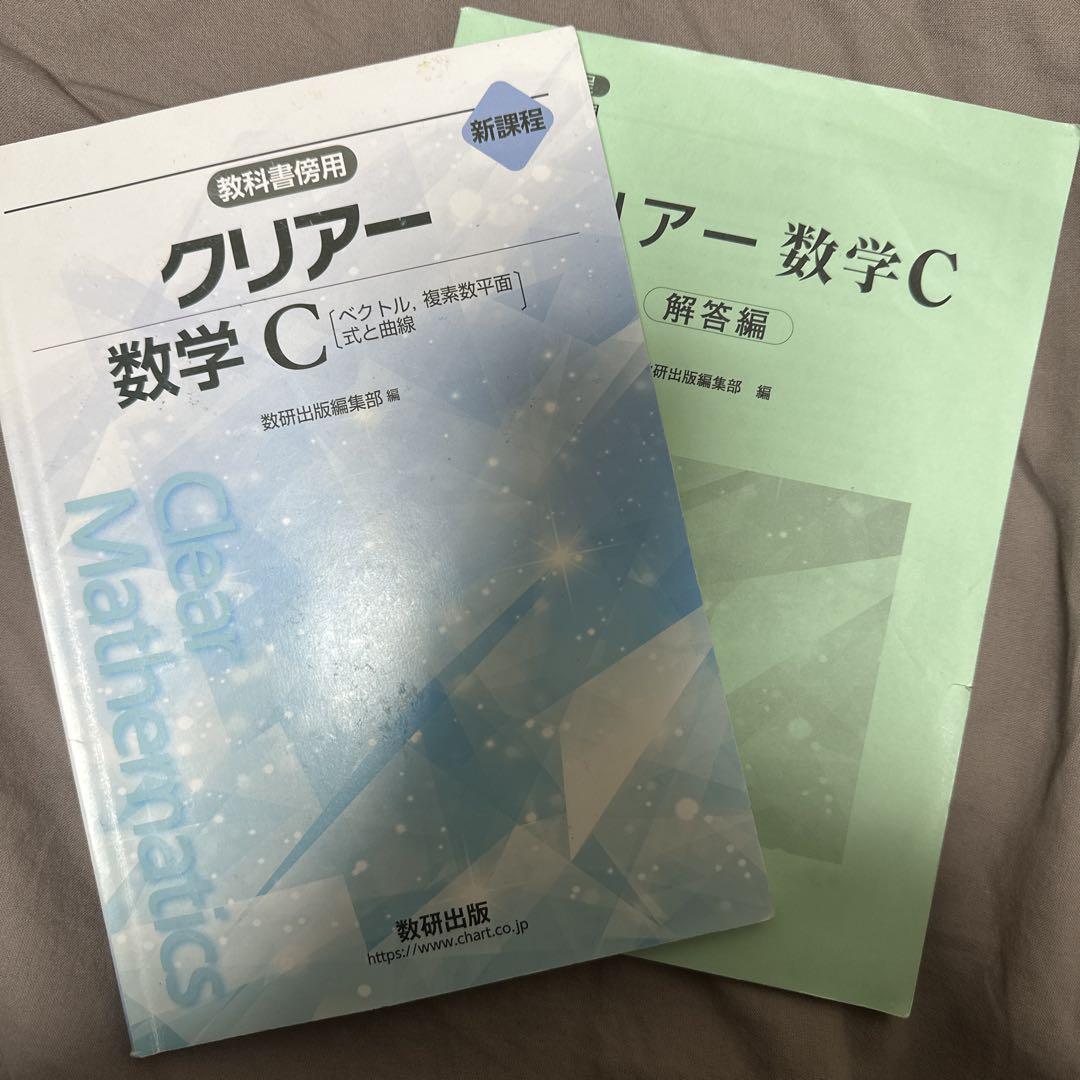 新課程
教科書傍用
クリアー
数学 C
ベクトル, 複素数平面
式と曲線
数研出版編集部 編
Clear
Mathematics
数研出版
https://www.chart.co.jp
リアー 数学C
解答編
研出版編集部 編